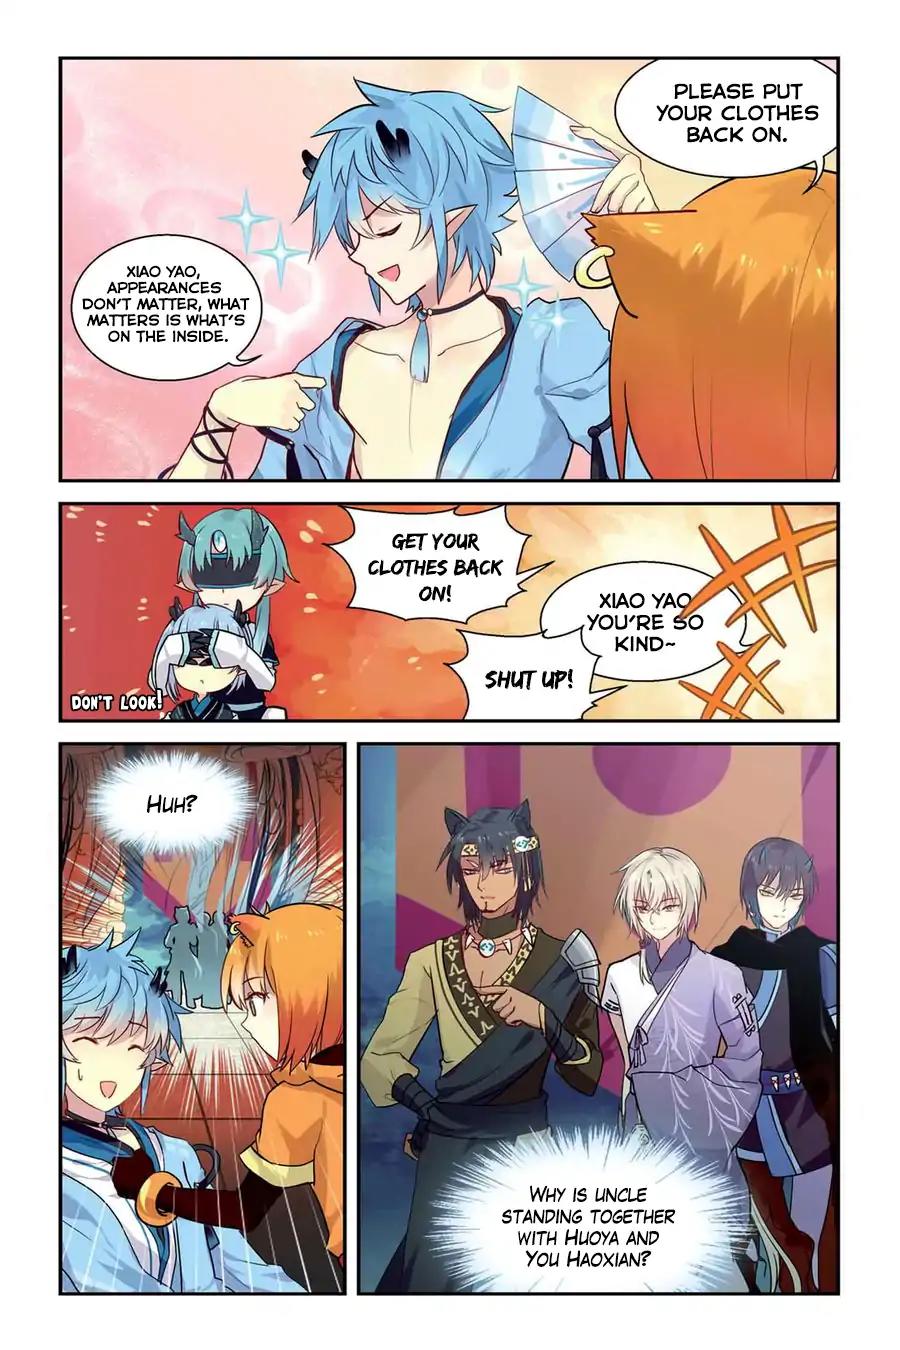 PLEASE PUT
YOUR CLOTHES
BACK ON.
XIAO YAO,
APPEARANCES
DON'T MATTER, WHAT
MATTERS IS WHAT'S
ON THE INSIDE.
GET YOUR
CLOTHES BACK
ON!
XIAO YAO
YOU'RE SO
KIND~
SHUT UP!
DON'T LOOK!
HUH?
WHY IS UNCLE
STANDING TOGETHER
WITH HUOYA AND
YOU HAOXIAN?